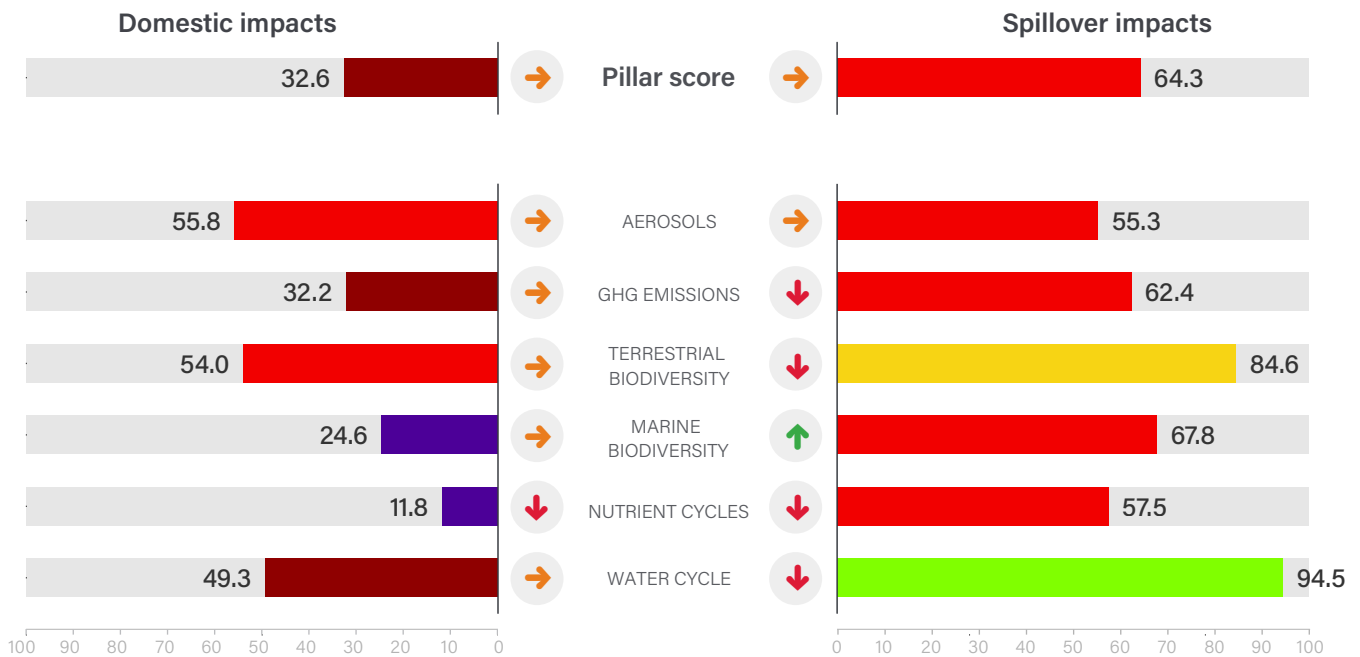 Domestic impacts
Spillover impacts
32.6
Pillar score
64.3
55.8
AEROSOLS
55.3
32.2
GHG EMISSIONS
62.4
54.0
TERRESTRIAL
BIODIVERSITY
84.6
24.6
MARINE
BIODIVERSITY
67.8
11.8
NUTRIENT CYCLES
57.5
49.3
WATER CYCLE
94.5
100 90 80 70 60 50 40 30 20 10 0
0 10 20 30 40 50 60 70 80 90 100